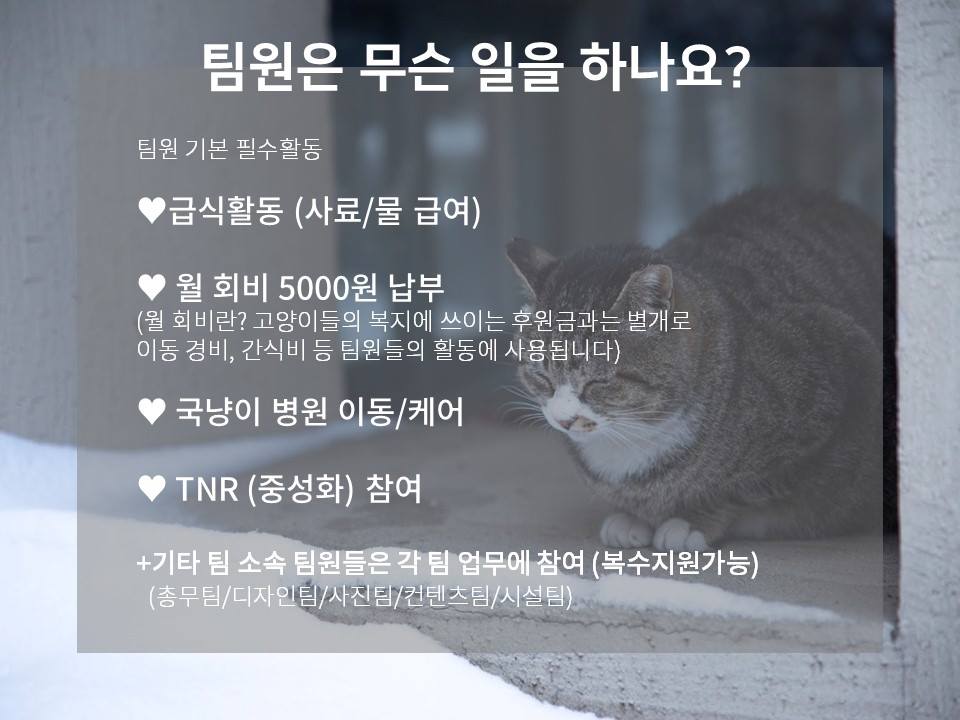 팀원은 무슨 일을 하나요?
팀원 기본 필수활동
♥급식활동 (사료/물 급여)
♥ 월 회비 5000원 납부
(월 회비란? 고양이들의 복지에 쓰이는 후원금과는 별개로
이동 경비, 간식비 등 팀원들의 활동에 사용됩니다)
♥ 국냥이 병원 이동/케어
♥ TNR (중성화) 참여
+기타 팀 소속 팀원들은 각 팀 업무에 참여 (복수지원가능)
(총무팀/디자인팀/사진팀/컨텐츠팀/시설팀)